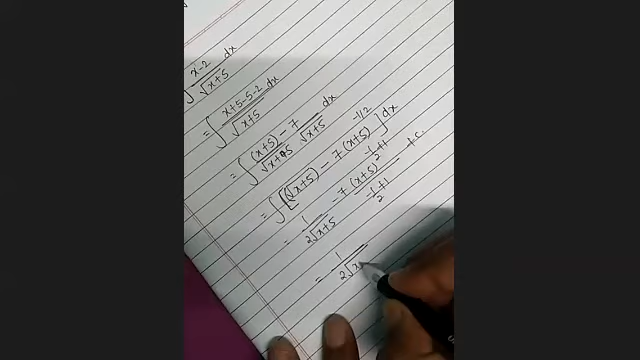 ∫ x-2/√x+5 dx
= ∫ x+5-5-2/√x+5 dx
= ∫ (x+5)/√x+5 - 7/√x+5 dx
= ∫ [(√x+5) - 7(x+5)^-1/2] dx
= 1/2√x+5 - 7(x+5)^-1/2+1/-1/2+1 + c
= 1/2√x